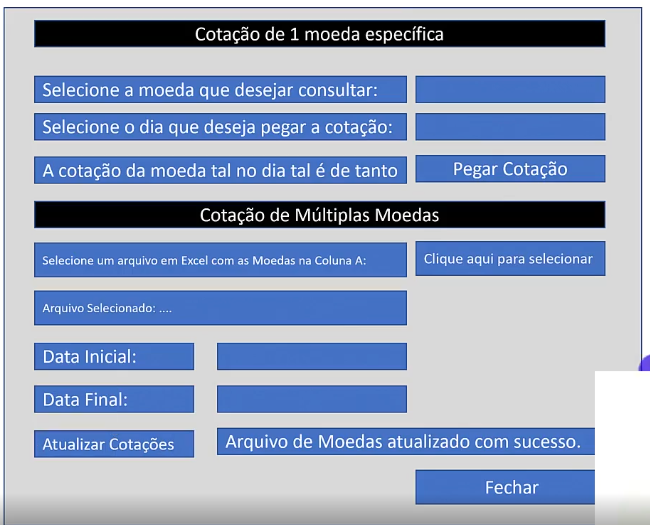 Cotação de 1 moeda específica
Selecione a moeda que desejar consultar:
Selecione o dia que deseja pegar a cotação:
A cotação da moeda tal no dia tal é de tanto
Pegar Cotação
Cotação de Múltiplas Moedas
Selecione um arquivo em Excel com as Moedas na Coluna A:
Clique aqui para selecionar
Arquivo Selecionado: ....
Data Inicial:
Data Final:
Atualizar Cotações
Arquivo de Moedas atualizado com sucesso.
Fechar